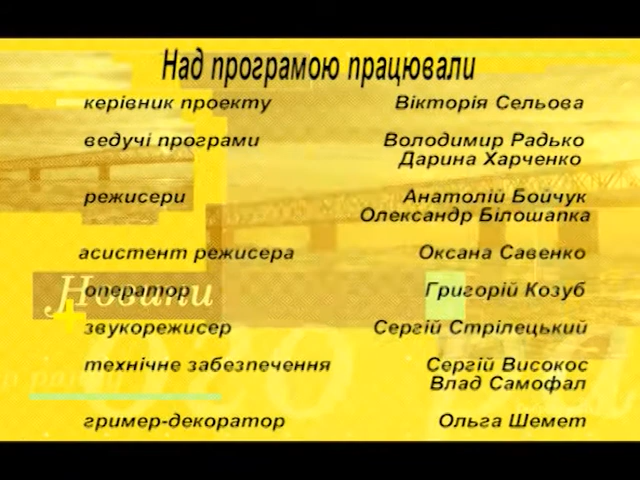 Над програмою працювали
керівник проекту Вікторія Сельова
ведучі програми Володимир Радько
Дарина Харченко
режисери Анатолій Бойчук
Олександр Білошапка
асистент режисера Оксана Савенко
Новини
оператор Григорій Козуб
звукорежисер Сергій Стрілецький
технічне забезпечення Сергій Високос
Влад Самофал
гример-декоратор Ольга Шемет